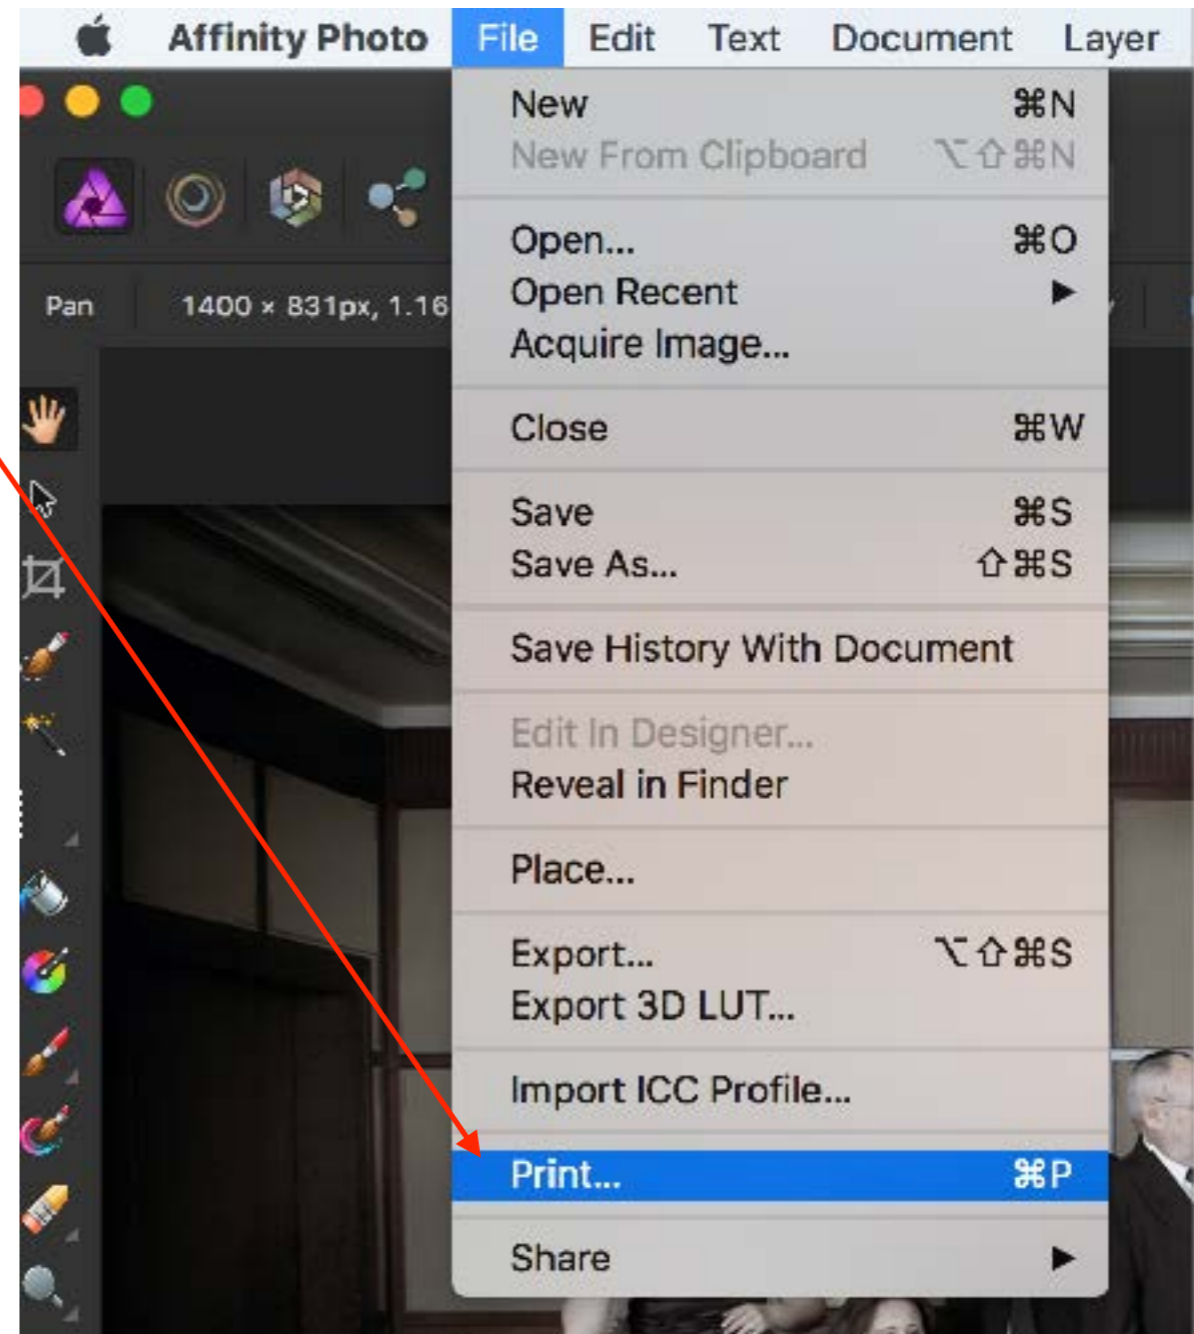 Affinity Photo File Edit Text Document Layer
New ⌘N
New From Clipboard ⌥⇧⌘N
Open... ⌘O
Pan 1400 × 831px, 1.16
Open Recent ▶
Acquire Image...
Close ⌘W
Save ⌘S
Save As... ⇧⌘S
Save History With Document
Edit In Designer...
Reveal in Finder
Place...
Export... ⌥⇧⌘S
Export 3D LUT...
Import ICC Profile...
Print... ⌘P
Share ▶